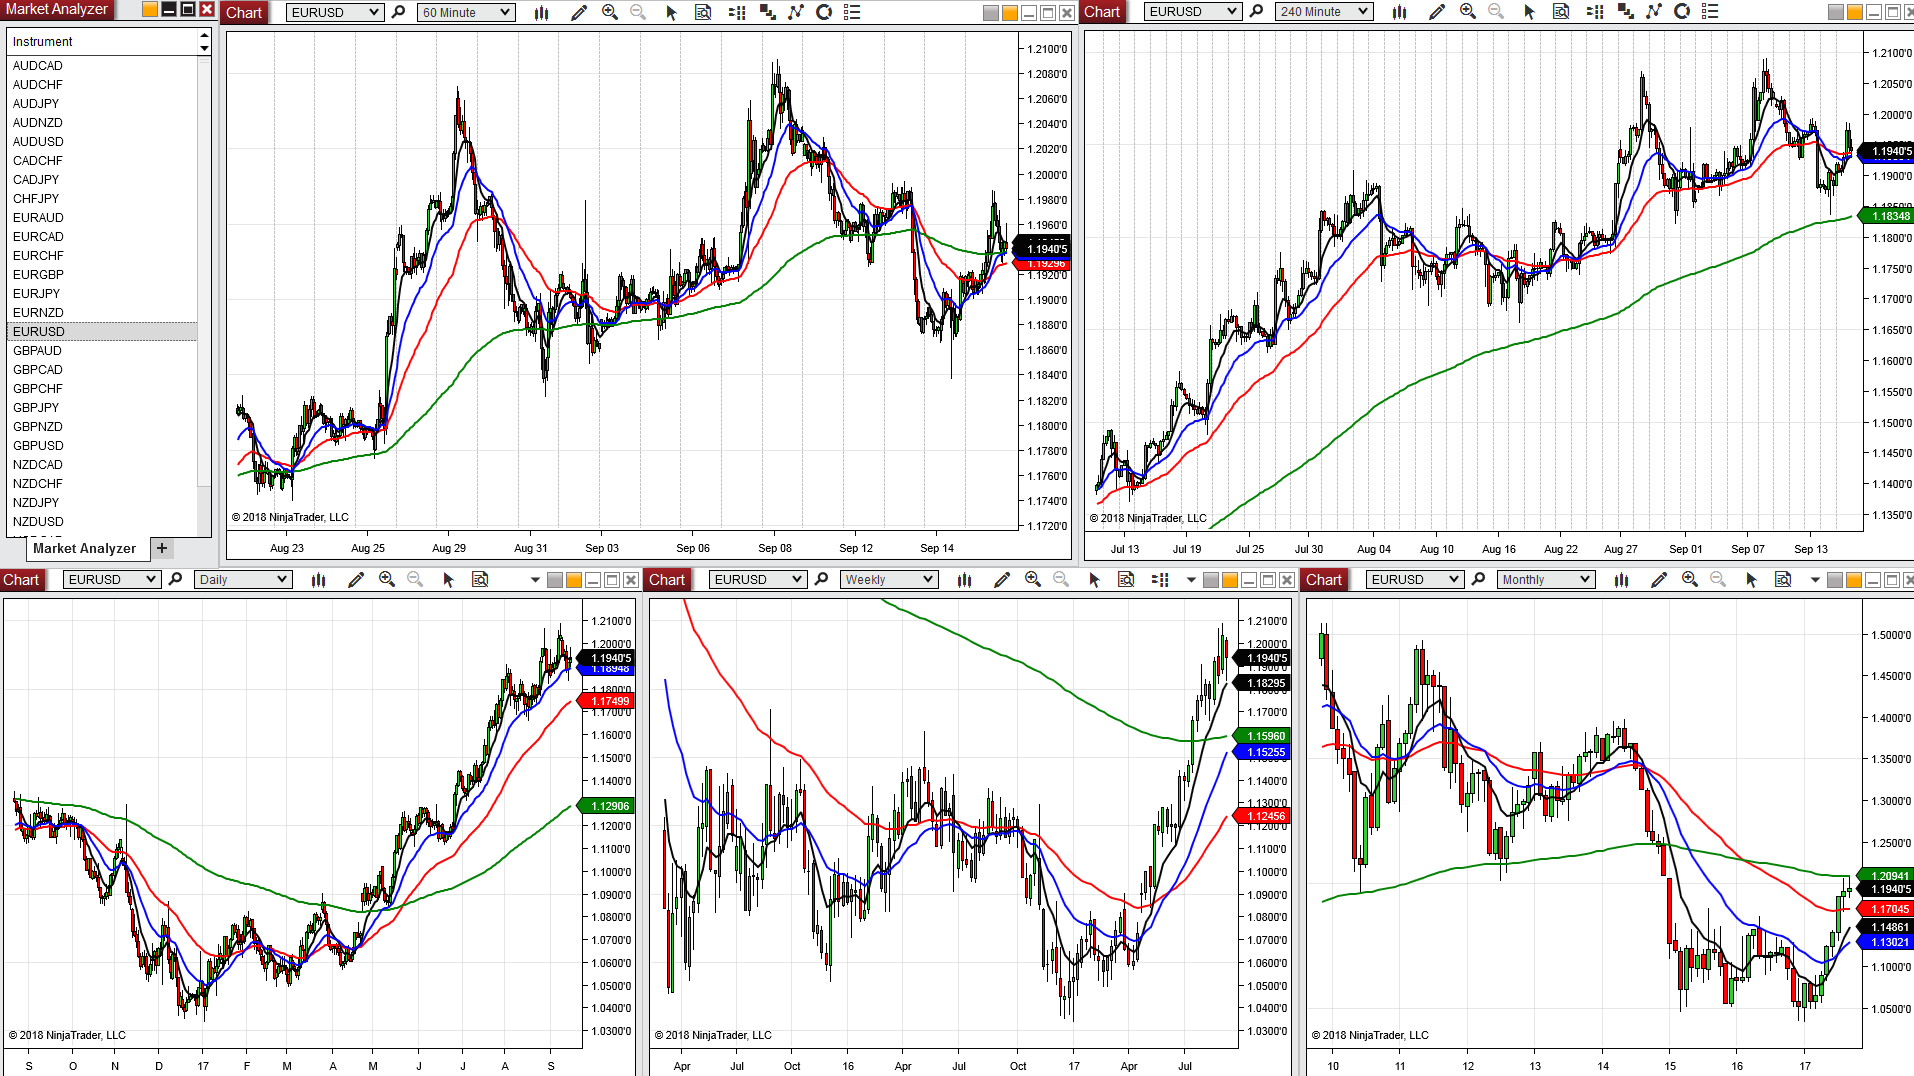 Market Analyzer
Instrument
AUDCAD
AUDCHF
AUDJPY
AUDNZD
AUDUSD
CADCHF
CADJPY
CHFJPY
EURAUD
EURCAD
EURCHF
EURGBP
EURJPY
EURNZD
EURUSD
GBPAUD
GBPCAD
GBPCHF
GBPJPY
GBPNZD
GBPUSD
NZDCAD
NZDCHF
NZDJPY
NZDUSD
Market Analyzer +
Chart EURUSD 60 Minute
1.2100'0
1.2080'0
1.2060'0
1.2040'0
1.2020'0
1.2000'0
1.1980'0
1.1960'0
1.1940'5
1.19296
1.1920'0
1.1900'0
1.1880'0
1.1860'0
1.1840'0
1.1820'0
1.1800'0
1.1780'0
1.1760'0
1.1740'0
1.1720'0
© 2018 NinjaTrader, LLC
Aug 23 Aug 25 Aug 29 Aug 31 Sep 03 Sep 06 Sep 08 Sep 12 Sep 14
Chart EURUSD 240 Minute
1.2100'0
1.2050'0
1.2000'0
1.1940'5
1.1900'0
1.18348
1.1800'0
1.1750'0
1.1700'0
1.1650'0
1.1600'0
1.1550'0
1.1500'0
1.1450'0
1.1400'0
1.1350'0
© 2018 NinjaTrader, LLC
Jul 13 Jul 19 Jul 25 Jul 30 Aug 04 Aug 10 Aug 16 Aug 22 Aug 27 Sep 01 Sep 07 Sep 13
Chart EURUSD Daily
1.2100'0
1.2000'0
1.1940'5
1.18948
1.1800'0
1.17499
1.1700'0
1.1600'0
1.1500'0
1.1400'0
1.1300'0
1.12906
1.1200'0
1.1100'0
1.1000'0
1.0900'0
1.0800'0
1.0700'0
1.0600'0
1.0500'0
1.0400'0
1.0300'0
© 2018 NinjaTrader, LLC
S O N D 17 F M A M J J A S
Chart EURUSD Weekly
1.2100'0
1.2000'0
1.1940'5
1.1900'0
1.18295
1.1700'0
1.15960
1.15255
1.1400'0
1.1300'0
1.12456
1.1200'0
1.1100'0
1.1000'0
1.0900'0
1.0800'0
1.0700'0
1.0600'0
1.0500'0
1.0400'0
1.0300'0
© 2018 NinjaTrader, LLC
Apr Jul Oct 16 Apr Jul Oct 17 Apr Jul
Chart EURUSD Monthly
1.5000'0
1.4500'0
1.4000'0
1.3500'0
1.3000'0
1.2500'0
1.20941
1.1940'5
1.17045
1.14861
1.13021
1.1000'0
1.0500'0
© 2018 NinjaTrader, LLC
10 11 12 13 14 15 16 17